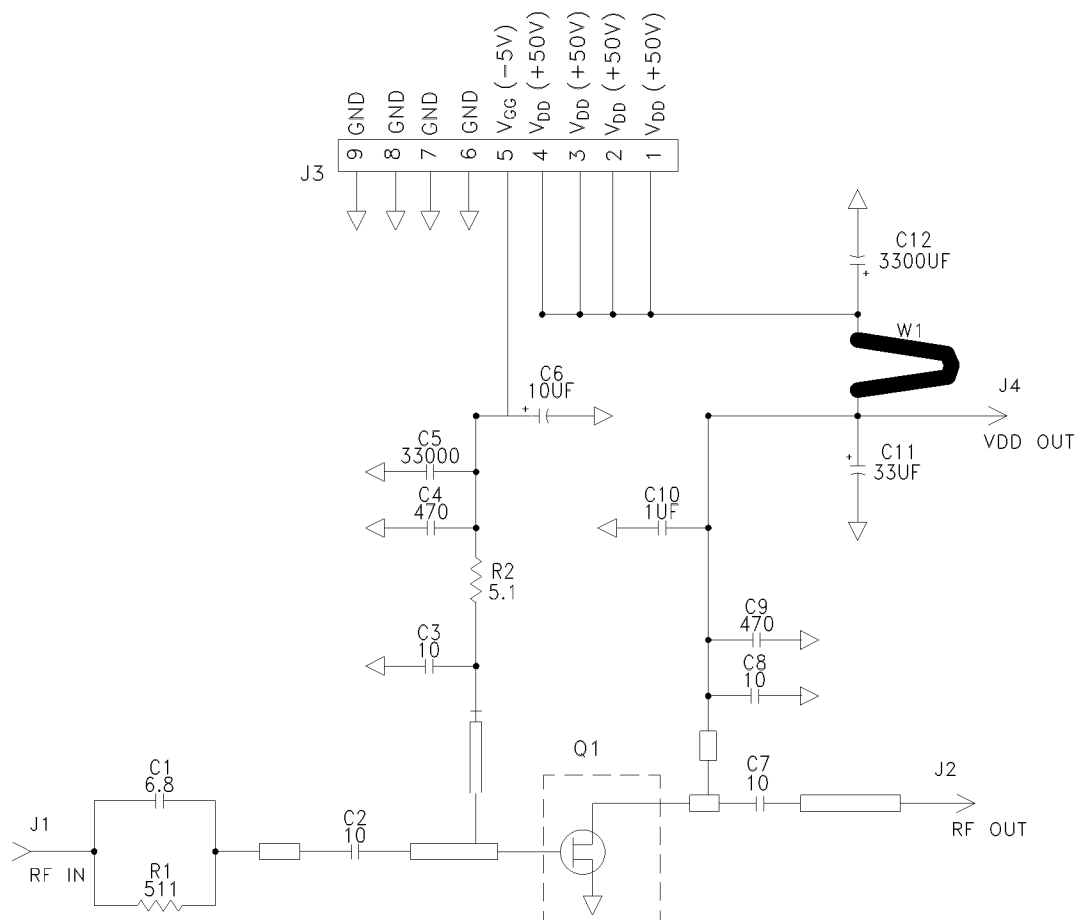 GND
GND
GND
GND
VGG (-5V)
VDD (+50V)
VDD (+50V)
VDD (+50V)
VDD (+50V)
J3
9 8 7 6 5 4 3 2 1
C12
3300UF
+
W1
J4
VDD OUT
C6
10UF
+
C11
33UF
+
C5
33000
C4
470
C10
1UF
R2
5.1
C9
470
C3
10
C8
10
Q1
C7
10
J2
RF OUT
C1
6.8
C2
10
J1
RF IN
R1
511